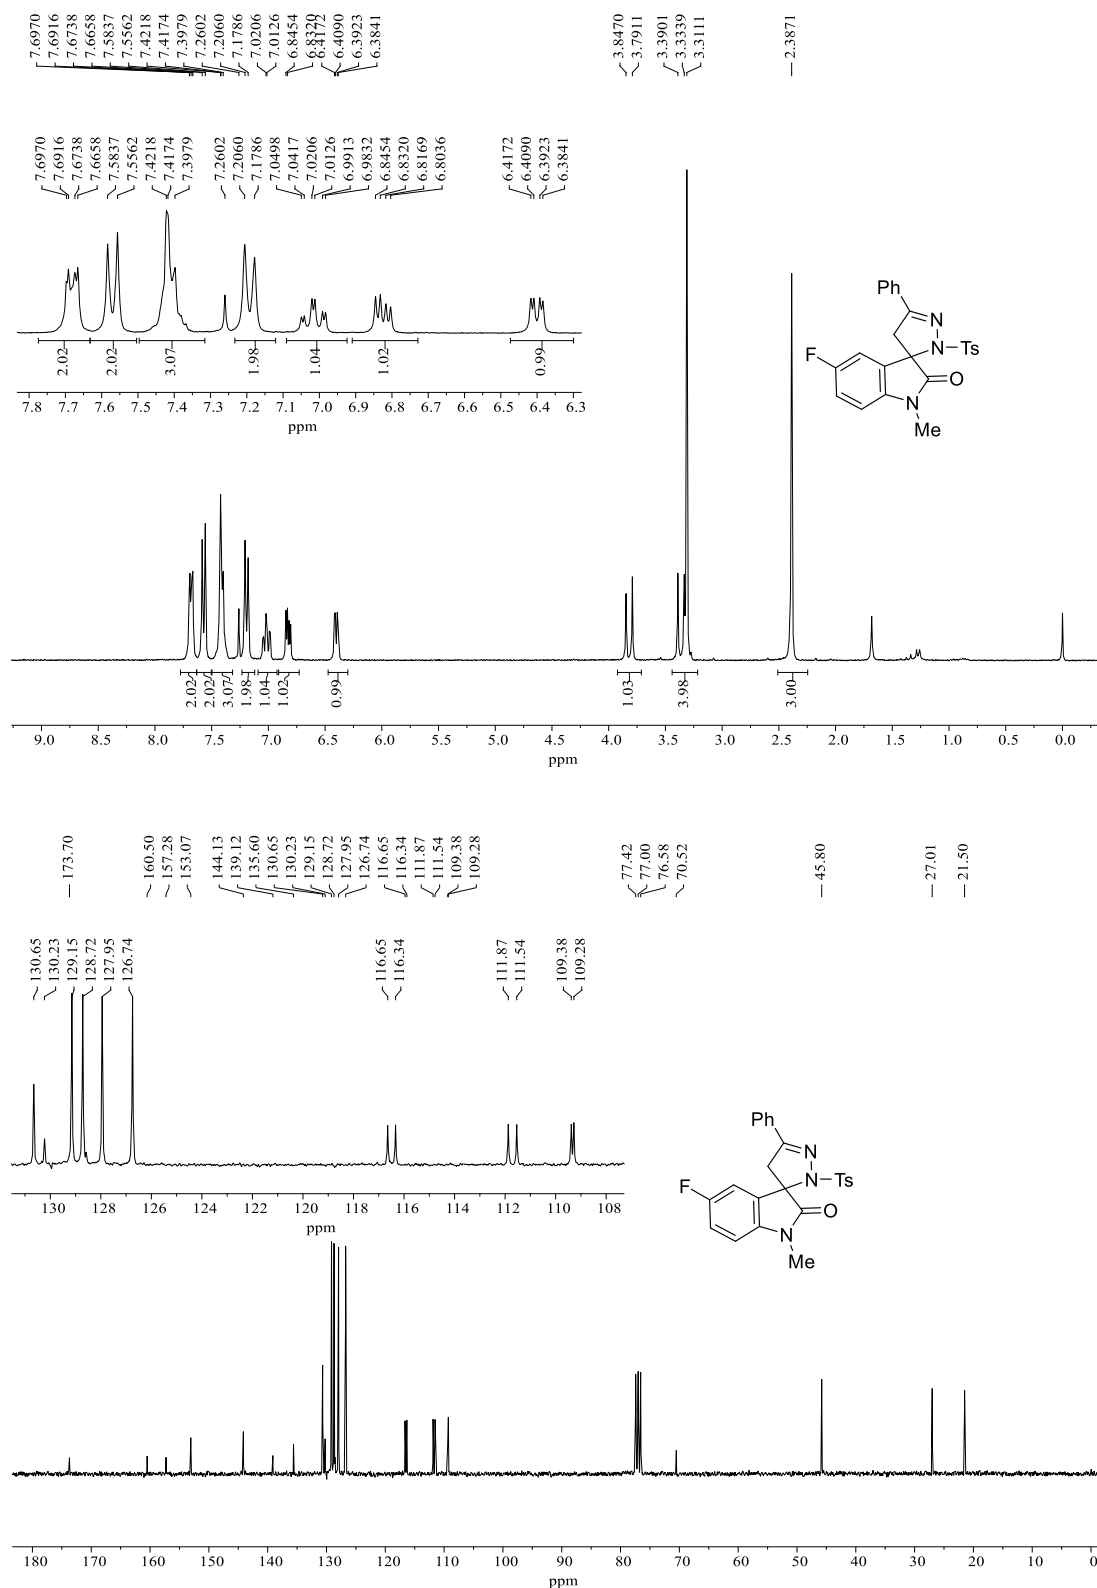 7.6970 7.6916 7.6738 7.6658 7.5837 7.5562 7.4218 7.4174 7.3979 7.2602 7.2060 7.1786 7.0206 7.0126 6.8454 6.8320 6.4172 6.4090 6.3923 6.3841 3.8470 3.7911 3.3901 3.3339 3.3111 2.3871
7.6970 7.6916 7.6738 7.6658 7.5837 7.5562 7.4218 7.4174 7.3979 7.2602 7.2060 7.1786 7.0498 7.0417 7.0206 7.0126 6.9913 6.9832 6.8454 6.8320 6.8169 6.8036 6.4172 6.4090 6.3923 6.3841
2.02 2.02 3.07 1.98 1.04 1.02 0.99
7.8 7.7 7.6 7.5 7.4 7.3 7.2 7.1 7.0 6.9 6.8 6.7 6.6 6.5 6.4 6.3
ppm
Ph
N
N
Ts
F
O
N
Me
2.02 2.02 3.07 1.98 1.04 1.02 0.99 1.03 3.98 3.00
9.0 8.5 8.0 7.5 7.0 6.5 6.0 5.5 5.0 4.5 4.0 3.5 3.0 2.5 2.0 1.5 1.0 0.5 0.0
ppm
173.70 160.50 157.28 153.07 144.13 139.12 135.60 130.65 130.23 129.15 128.72 127.95 126.74 116.65 116.34 111.87 111.54 109.38 109.28 77.42 77.00 76.58 70.52 45.80 27.01 21.50
130.65 130.23 129.15 128.72 127.95 126.74 116.65 116.34 111.87 111.54 109.38 109.28
130 128 126 124 122 120 118 116 114 112 110 108
ppm
Ph
N
N
Ts
F
O
N
Me
180 170 160 150 140 130 120 110 100 90 80 70 60 50 40 30 20 10 0
ppm